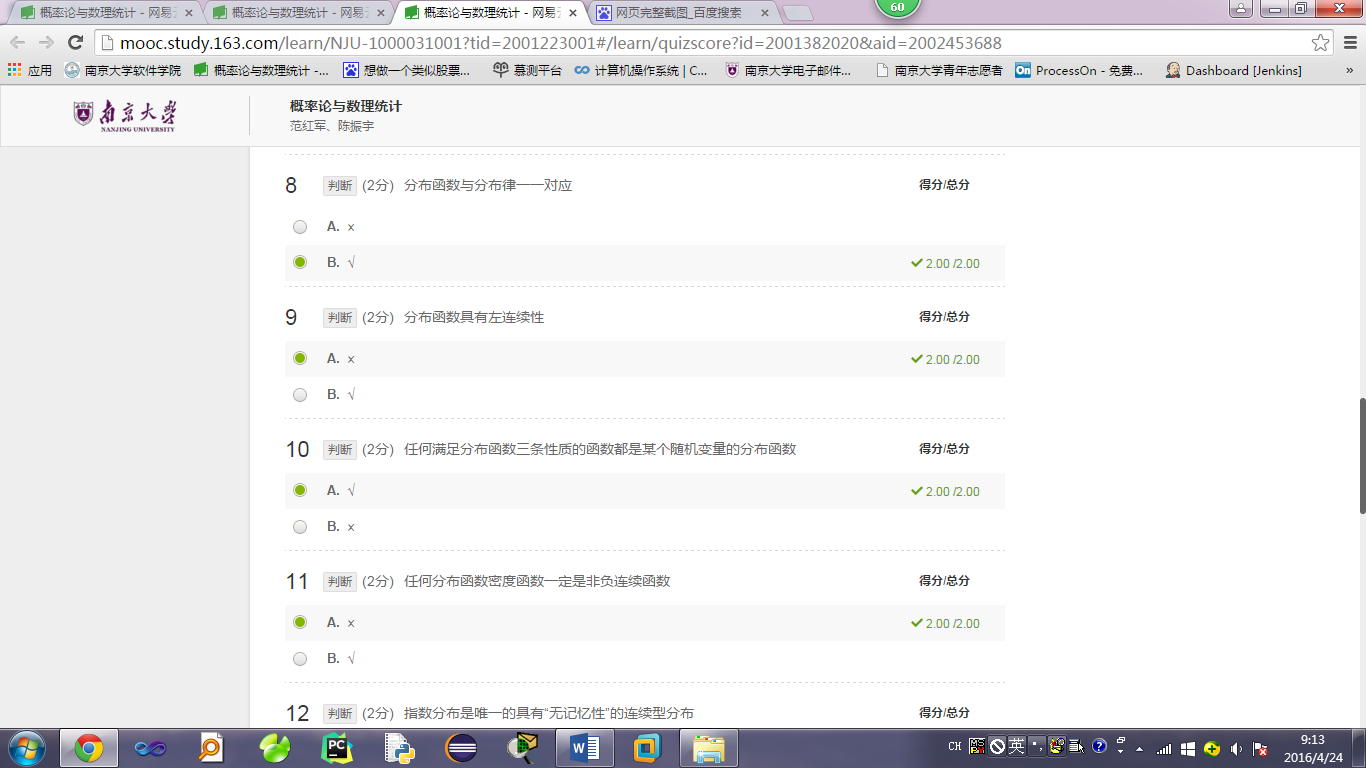 概率论与数理统计 - 网易云
概率论与数理统计 - 网易云
概率论与数理统计 - 网易云
网页完整截图_百度搜索
60
mooc.study.163.com/learn/NJU-1000031001?tid=2001223001#/learn/quizscore?id=2001382020&aid=2002453688
应用
南京大学软件学院
概率论与数理统计 -...
想做一个类似股票...
慕测平台
计算机操作系统 | C...
南京大学电子邮件...
南京大学青年志愿者
On ProcessOn - 免费...
Dashboard [Jenkins]
»
南京大学
NANJING UNIVERSITY
概率论与数理统计
范红军、陈振宇
8 判断 (2分) 分布函数与分布律一一对应 得分/总分
A. ×
B. √ 2.00 /2.00
9 判断 (2分) 分布函数具有左连续性 得分/总分
A. × 2.00 /2.00
B. √
10 判断 (2分) 任何满足分布函数三条性质的函数都是某个随机变量的分布函数 得分/总分
A. √ 2.00 /2.00
B. ×
11 判断 (2分) 任何分布函数密度函数一定是非负连续函数 得分/总分
A. × 2.00 /2.00
B. √
12 判断 (2分) 指数分布是唯一的具有“无记忆性”的连续型分布 得分/总分
PC
W
CH
英
9:13
2016/4/24